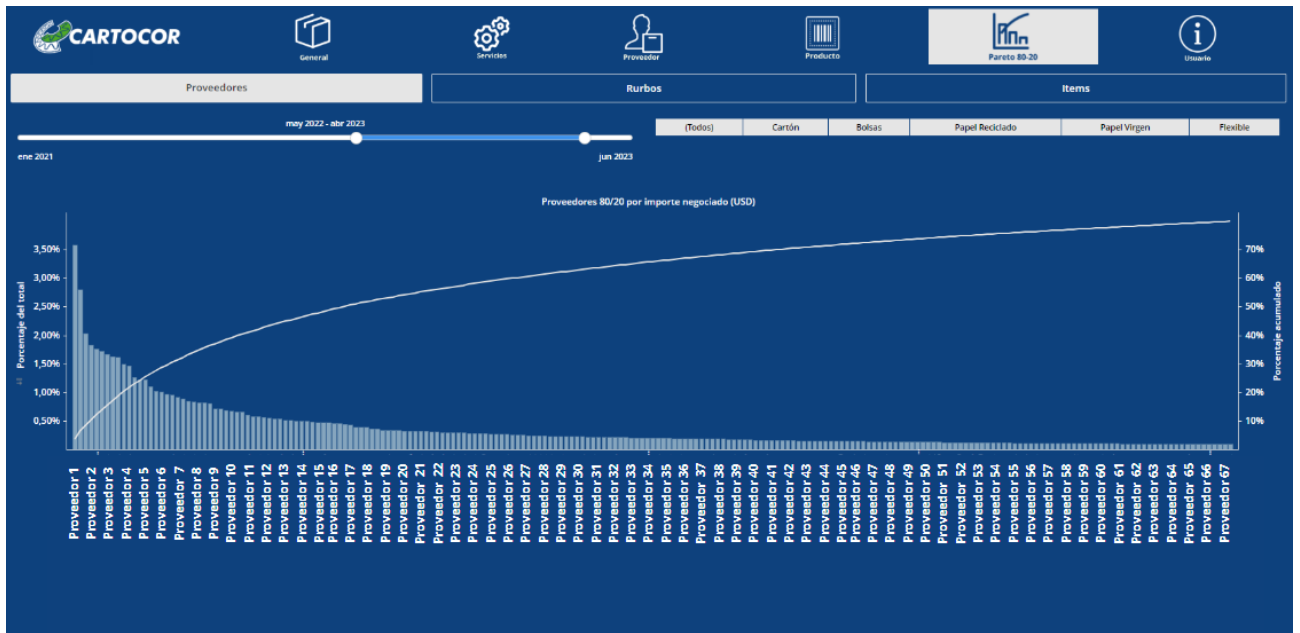 CARTOCOR
General
Servicios
Proveedor
Producto
Pareto 80-20
Usuario
Proveedores
Rurbos
Items
may 2022 - abr 2023
ene 2021
jun 2023
(Todos)
Cartón
Bolsas
Papel Reciclado
Papel Virgen
Flexible
Proveedores 80/20 por importe negociado (USD)
Porcentaje del total
3,50%
3,00%
2,50%
2,00%
1,50%
1,00%
0,50%
70%
60%
50%
40%
30%
20%
10%
Porcentaje acumulado
Proveedor 1
Proveedor 2
Proveedor 3
Proveedor 4
Proveedor 5
Proveedor 6
Proveedor 7
Proveedor 8
Proveedor 9
Proveedor 10
Proveedor 11
Proveedor 12
Proveedor 13
Proveedor 14
Proveedor 15
Proveedor 16
Proveedor 17
Proveedor 18
Proveedor 19
Proveedor 20
Proveedor 21
Proveedor 22
Proveedor 23
Proveedor 24
Proveedor 25
Proveedor 26
Proveedor 27
Proveedor 28
Proveedor 29
Proveedor 30
Proveedor 31
Proveedor 32
Proveedor 33
Proveedor 34
Proveedor 35
Proveedor 36
Proveedor 37
Proveedor 38
Proveedor 39
Proveedor 40
Proveedor 41
Proveedor 42
Proveedor 43
Proveedor 44
Proveedor 45
Proveedor 46
Proveedor 47
Proveedor 48
Proveedor 49
Proveedor 50
Proveedor 51
Proveedor 52
Proveedor 53
Proveedor 54
Proveedor 55
Proveedor 56
Proveedor 57
Proveedor 58
Proveedor 59
Proveedor 60
Proveedor 61
Proveedor 62
Proveedor 63
Proveedor 64
Proveedor 65
Proveedor 66
Proveedor 67